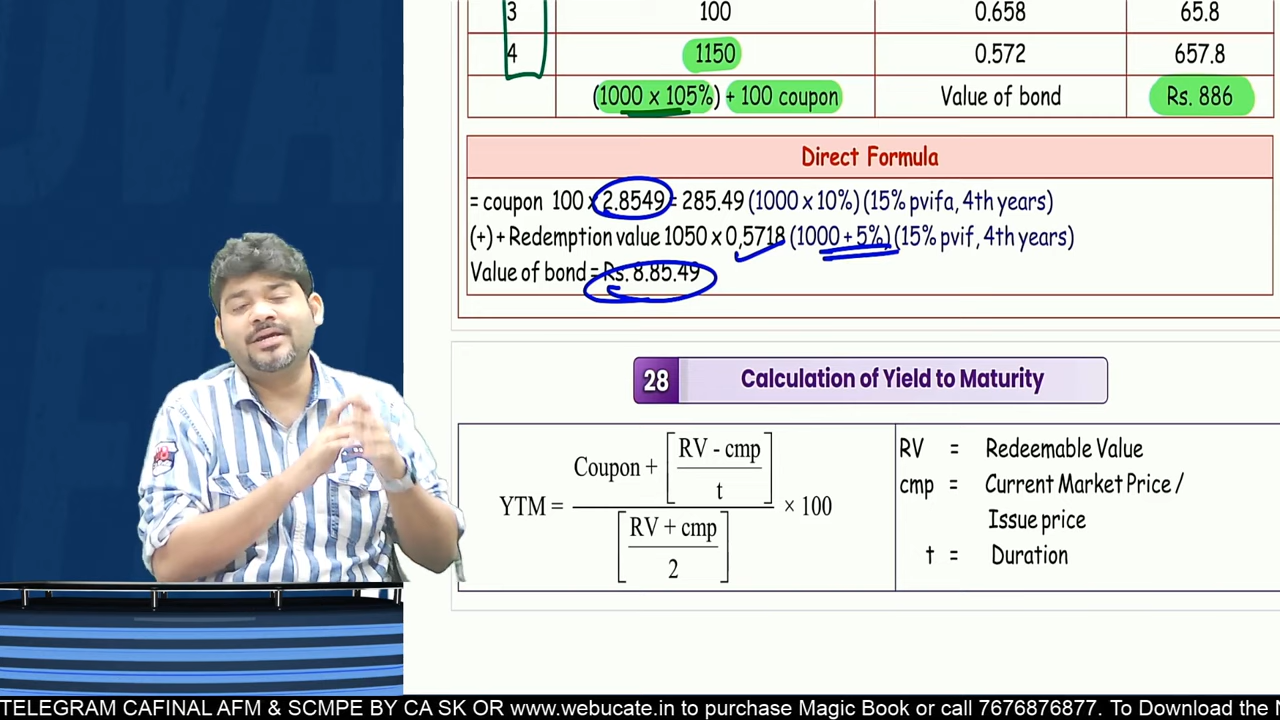 3 100 0.658 65.8
4 1150 0.572 657.8
(1000 x 105%) + 100 coupon Value of bond Rs. 886
Direct Formula
= coupon 100 x 2.8549 = 285.49 (1000 x 10%) (15% pvifa, 4th years)
(+) + Redemption value 1050 x 0,5718 (1000 + 5%) (15% pvif, 4th years)
Value of bond = Rs. 8.85.49
28 Calculation of Yield to Maturity
YTM = Coupon + [RV - cmp / t] / [RV + cmp / 2] × 100
RV = Redeemable Value
cmp = Current Market Price /
Issue price
t = Duration
TELEGRAM CAFINAL AFM & SCMPE BY CA SK OR www.webucate.in to purchase Magic Book or call 7676876877. To Download the